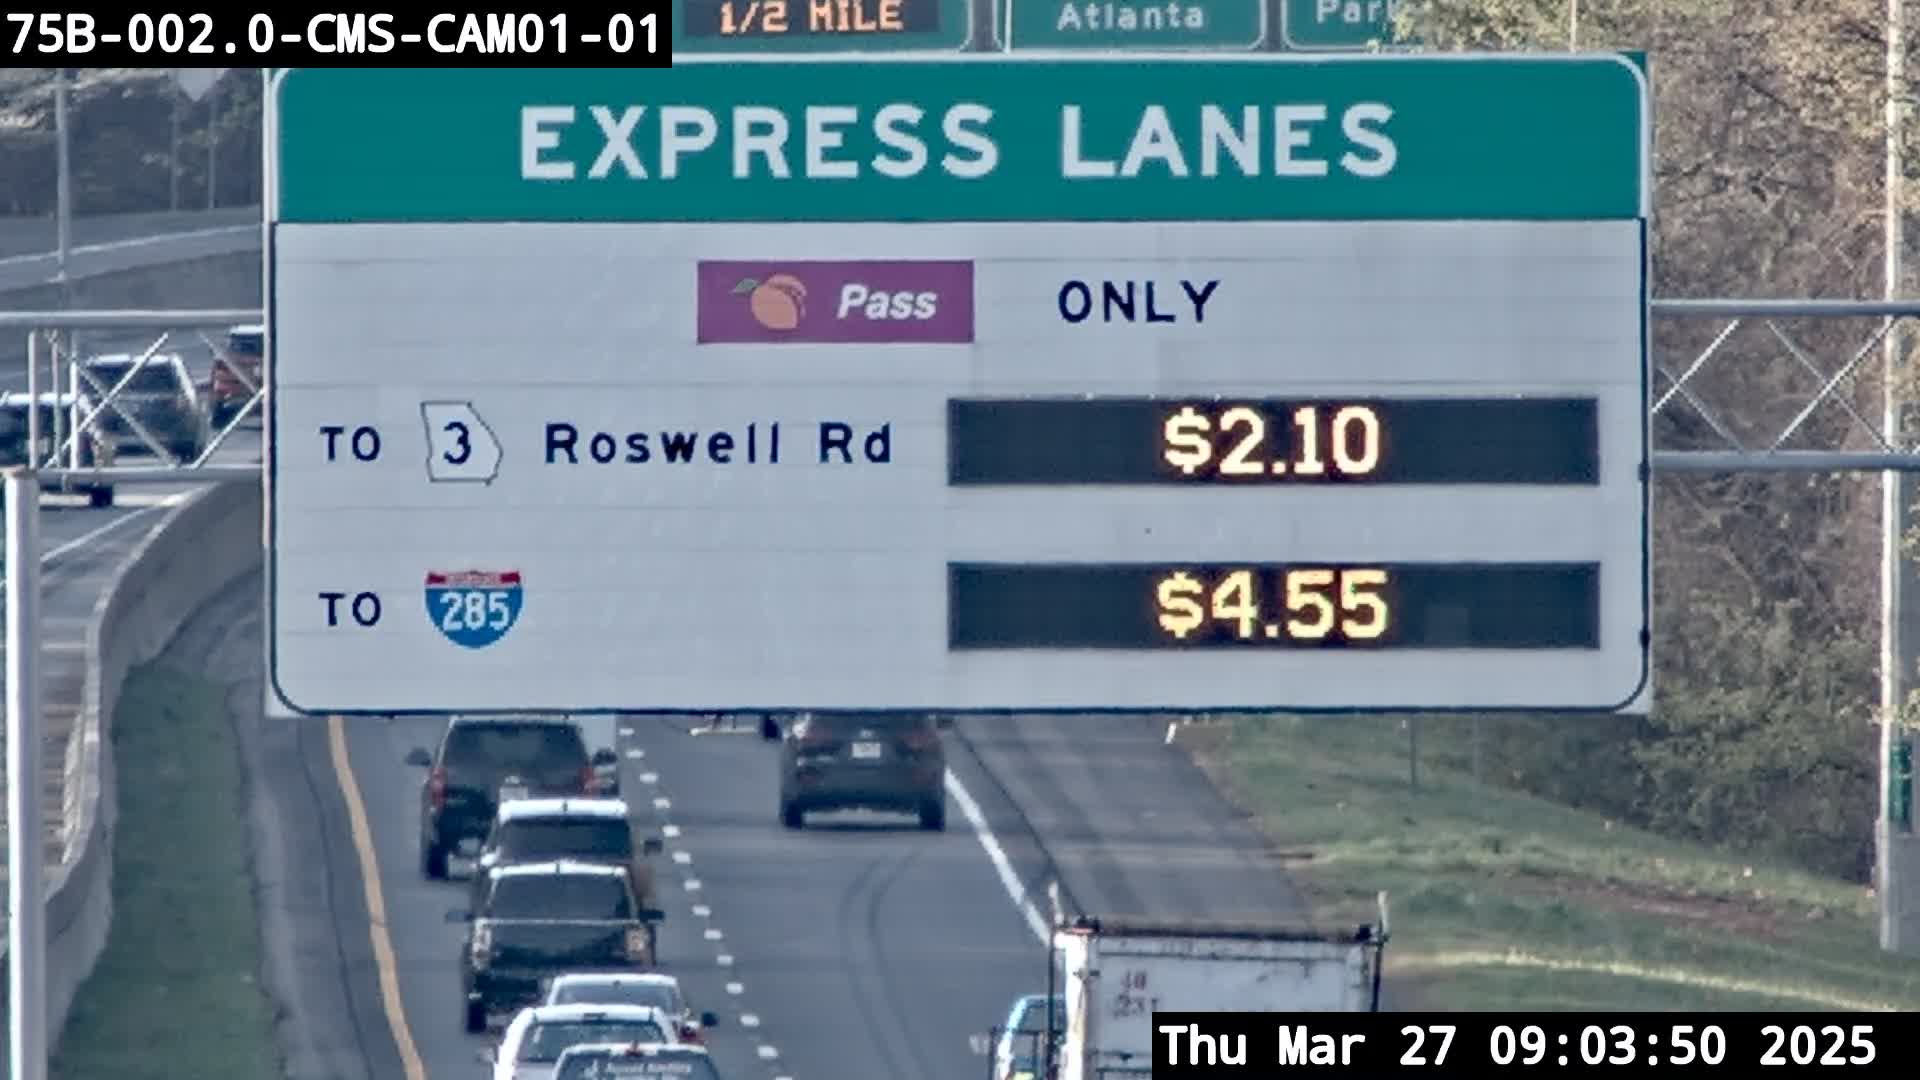 75B-002.0-CMS-CAM01-01
1/2 MILE
Atlanta
EXPRESS LANES
Pass ONLY
TO 3 Roswell Rd $2.10
TO 285 $4.55
Thu Mar 27 09:03:50 2025